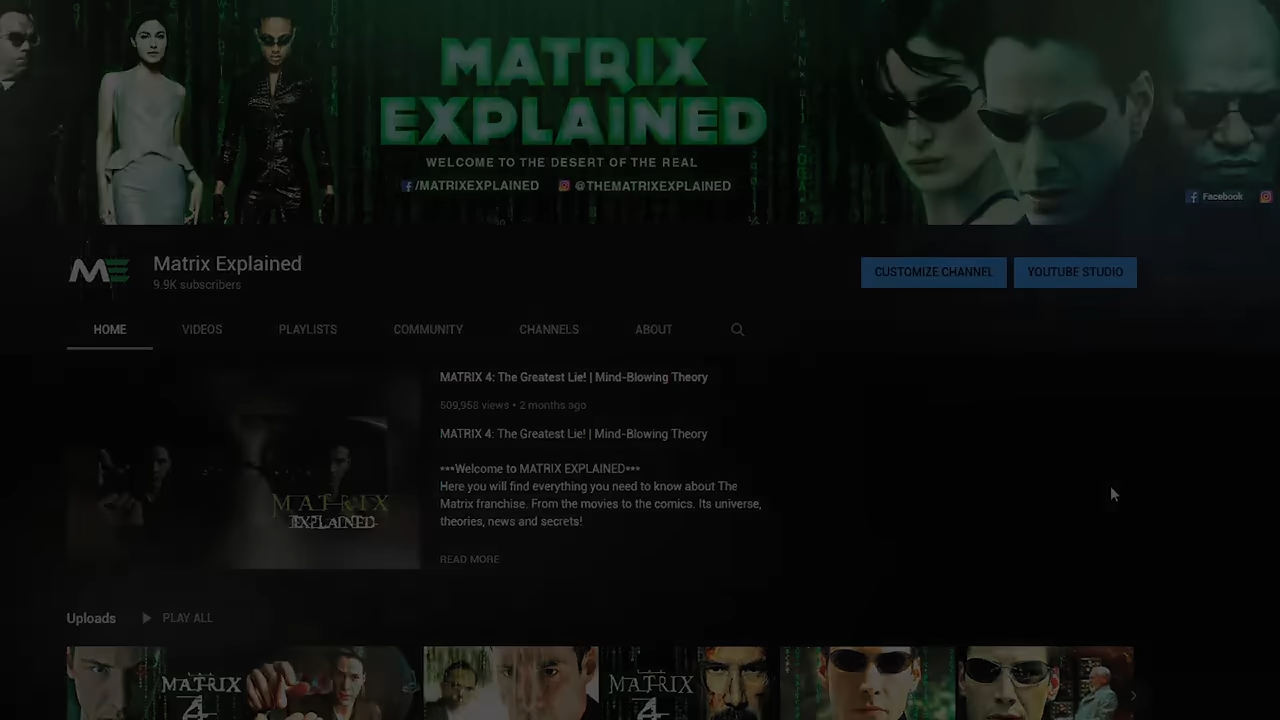 MATRIX
EXPLAINED
WELCOME TO THE DESERT OF THE REAL
/MATRIXEXPLAINED @THEMATRIXEXPLAINED
Facebook
ME
Matrix Explained
9.9K subscribers
CUSTOMIZE CHANNEL
YOUTUBE STUDIO
HOME VIDEOS PLAYLISTS COMMUNITY CHANNELS ABOUT
MATRIX 4: The Greatest Lie! | Mind-Blowing Theory
509,958 views • 2 months ago
MATRIX 4: The Greatest Lie! | Mind-Blowing Theory
***Welcome to MATRIX EXPLAINED***
Here you will find everything you need to know about The
Matrix franchise. From the movies to the comics. Its universe,
theories, news and secrets!
READ MORE
MATRIX
EXPLAINED
Uploads PLAY ALL
MATRIX
4
MATRIX
4